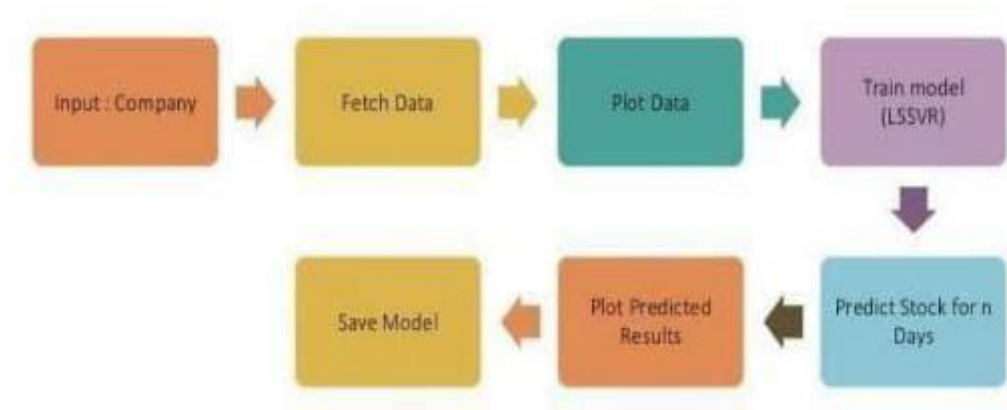 Input : Company
Fetch Data
Plot Data
Train model
(LSSVR)
Predict Stock for n
Days
Plot Predicted
Results
Save Model